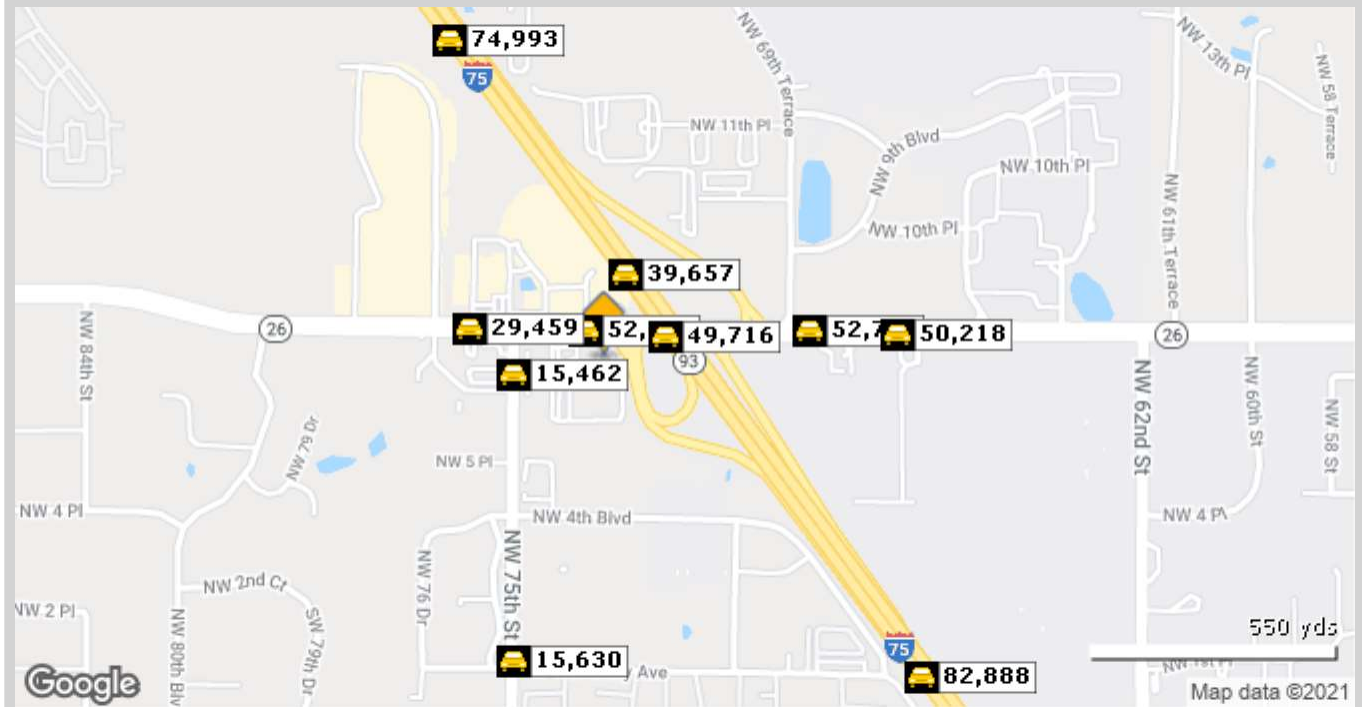 74,993
75
NW 69th Terrace
NW 13th Pl
NW 58 Terrace
NW 11th Pl
NW 9th Blvd
NW 10th Pl
NW 10th Pl
NW 61th Terrace
39,657
26
29,459
52,
49,716
52,7
50,218
26
93
15,462
NW 84th St
NW 79 Dr
NW 62nd St
NW 60th St
NW 58 St
NW 5 Pl
NW 4 Pl
NW 4th Blvd
NW 4
NW 75th St
NW 76 Dr
NW 2nd Ct
SW 79th Dr
NW 2 Pl
NW 80th Blv
550 yds
75
15,630
y Ave
82,888
NW 1st Pl
Google
Map data ©2021